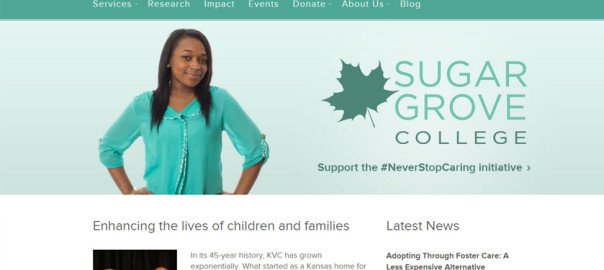 Services Research Impact Events Donate About Us Blog
SUGAR
GROVE
COLLEGE
Support the #NeverStopCaring initiative ›
Enhancing the lives of children and families
In its 45-year history, KVC has grown
exponentially. What started as a Kansas home for
Latest News
Adopting Through Foster Care: A
Less Expensive Alternative